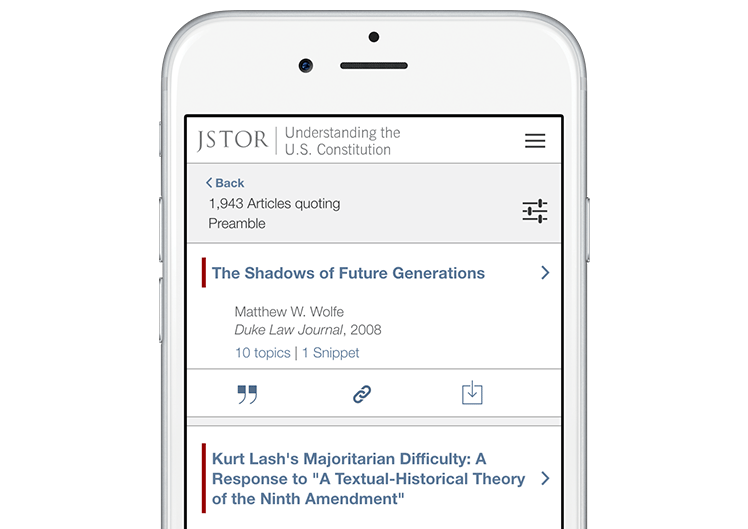 JSTOR
Understanding the
U.S. Constitution
Back
1,943 Articles quoting
Preamble
The Shadows of Future Generations
Matthew W. Wolfe
Duke Law Journal, 2008
10 topics | 1 Snippet
Kurt Lash's Majoritarian Difficulty: A
Response to "A Textual-Historical Theory
of the Ninth Amendment"